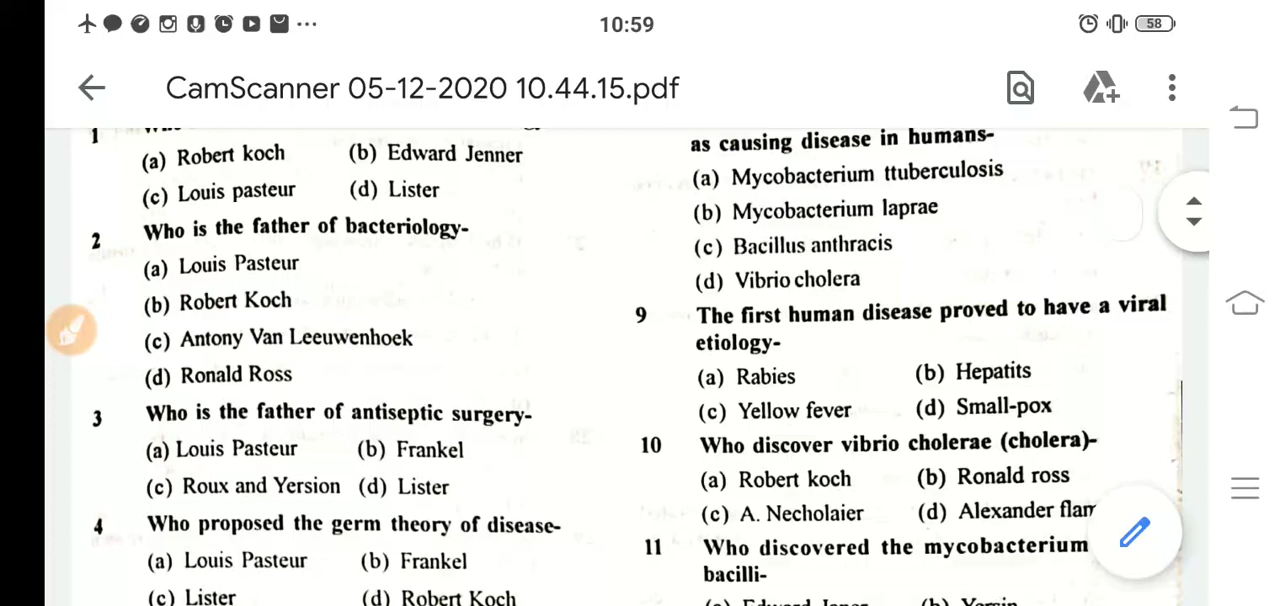 10:59
58
CamScanner 05-12-2020 10.44.15.pdf
1
(a) Robert koch (b) Edward Jenner
(c) Louis pasteur (d) Lister
2 Who is the father of bacteriology-
(a) Louis Pasteur
(b) Robert Koch
(c) Antony Van Leeuwenhoek
(d) Ronald Ross
3 Who is the father of antiseptic surgery-
(a) Louis Pasteur (b) Frankel
(c) Roux and Yersion (d) Lister
4 Who proposed the germ theory of disease-
(a) Louis Pasteur (b) Frankel
(c) Lister (d) Robert Koch
as causing disease in humans-
(a) Mycobacterium ttuberculosis
(b) Mycobacterium laprae
(c) Bacillus anthracis
(d) Vibrio cholera
9 The first human disease proved to have a viral
etiology-
(a) Rabies (b) Hepatits
(c) Yellow fever (d) Small-pox
10 Who discover vibrio cholerae (cholera)-
(a) Robert koch (b) Ronald ross
(c) A. Necholaier (d) Alexander flam
11 Who discovered the mycobacterium
bacilli-